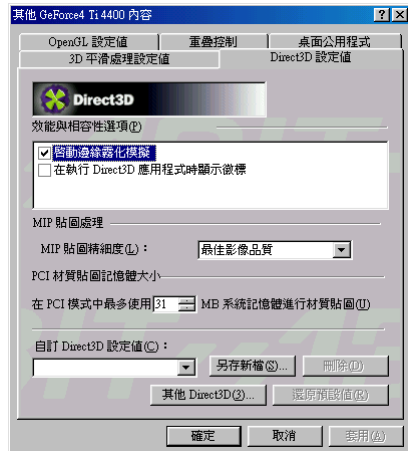 其他 GeForce4 Ti 4400 內容
OpenGL 設定值
重疊控制
桌面公用程式
3D 平滑處理設定值
Direct3D 設定值
Direct3D
效能與相容性選項(P)
啓動邊緣霧化模擬
在執行 Direct3D 應用程式時顯示徽標
MIP 貼圖處理
MIP 貼圖精細度(L)：
最佳影像品質
PCI 材質貼圖記憶體大小
在 PCI 模式中最多使用 31 MB 系統記憶體進行材質貼圖(U)
自訂 Direct3D 設定值(C)：
另存新檔(S)...
刪除(D)
其他 Direct3D(3)...
還原預設值(R)
確定
取消
套用(A)